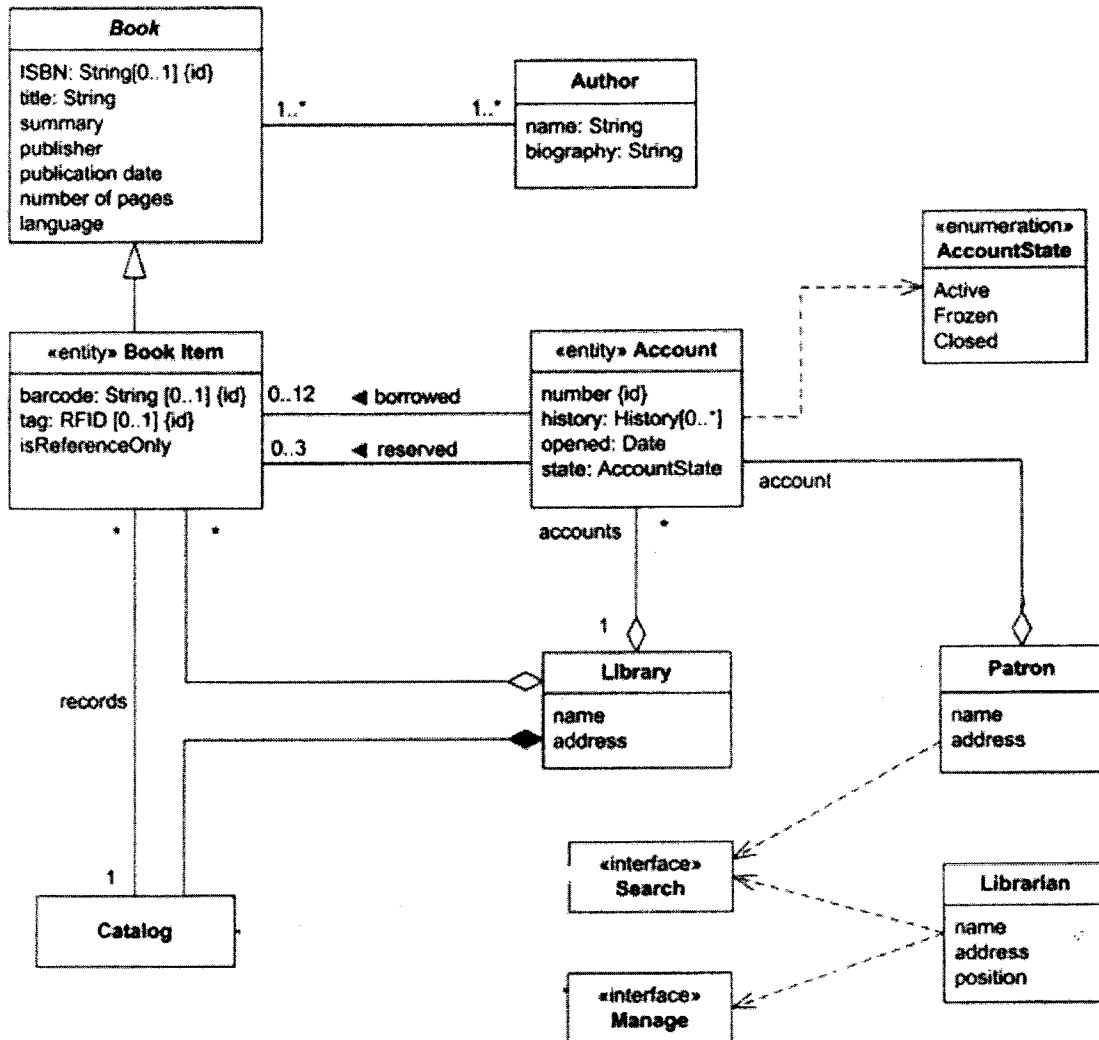 Book
ISBN: String[0..1] {id}
title: String
summary
publisher
publication date
number of pages
language
1..*
1..*
Author
name: String
biography: String
«enumeration»
AccountState
Active
Frozen
Closed
«entity» Book Item
barcode: String [0..1] {id}
tag: RFID [0..1] {id}
isReferenceOnly
0..12
◄ borrowed
0..3
◄ reserved
«entity» Account
number {id}
history: History[0..*]
opened: Date
state: AccountState
account
*
*
accounts
*
1
Library
name
address
Patron
name
address
records
1
Catalog
«interface»
Search
Librarian
name
address
position
«interface»
Manage